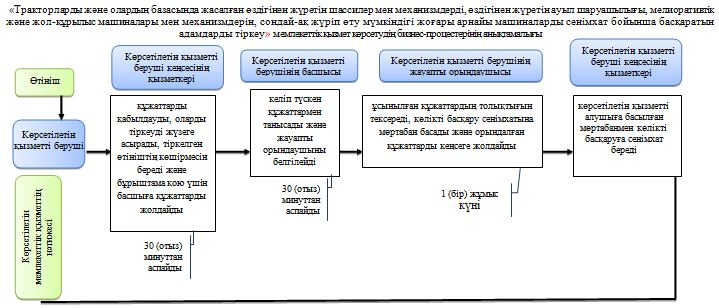 «Тракторларды және олардың базасында жасалған өздігінен жүретін шассилер мен механизмдерді, өздігінен жүретін ауыл шаруашылығы, мелиоративтік
және жол-құрылыс машиналары мен механизмдерін, сондай-ақ жүріп өту мүмкіндігі жоғары арнайы машиналарды сенімхат бойынша басқаратын
адамдарды тіркеу» мемлекеттік қызмет көрсетудің бизнес-процестерінің анықтамалығы
Өтініш
Көрсетілетін
қызметті беруші
Көрсетілетін
мемлекеттік қызметтің
нәтижесі
Көрсетілетін қызметті
беруші кеңсесінің
қызметкері
құжаттарды
қабылдауды, оларды
тіркеуді жүзеге
асырады, тіркелген
өтініштің көшірмесін
береді және
бұрыштама қою үшін
басшыға құжаттарды
жолдайды
30 (отыз)
минуттан
аспайды
Көрсетілетін қызметті
берушінің басшысы
келіп түскен
құжаттармен
танысады және
жауапты
орындаушыны
белгілейді
30 (отыз)
минуттан
аспайды
Көрсетілетін қызметті берушінің
жауапты орындаушысы
ұсынылған құжаттардың толықтығын
тексереді, көлікті басқару сенімхатына
мөртабан басады және орындалған
құжаттарды кеңсеге жолдайды
1 (бір) жұмыс
күні
Көрсетілетін қызметті
беруші кеңсесінің
қызметкері
көрсетілетін қызметті
алушыға басылған
мөртабанмен көлікті
басқаруға сенімхат
береді